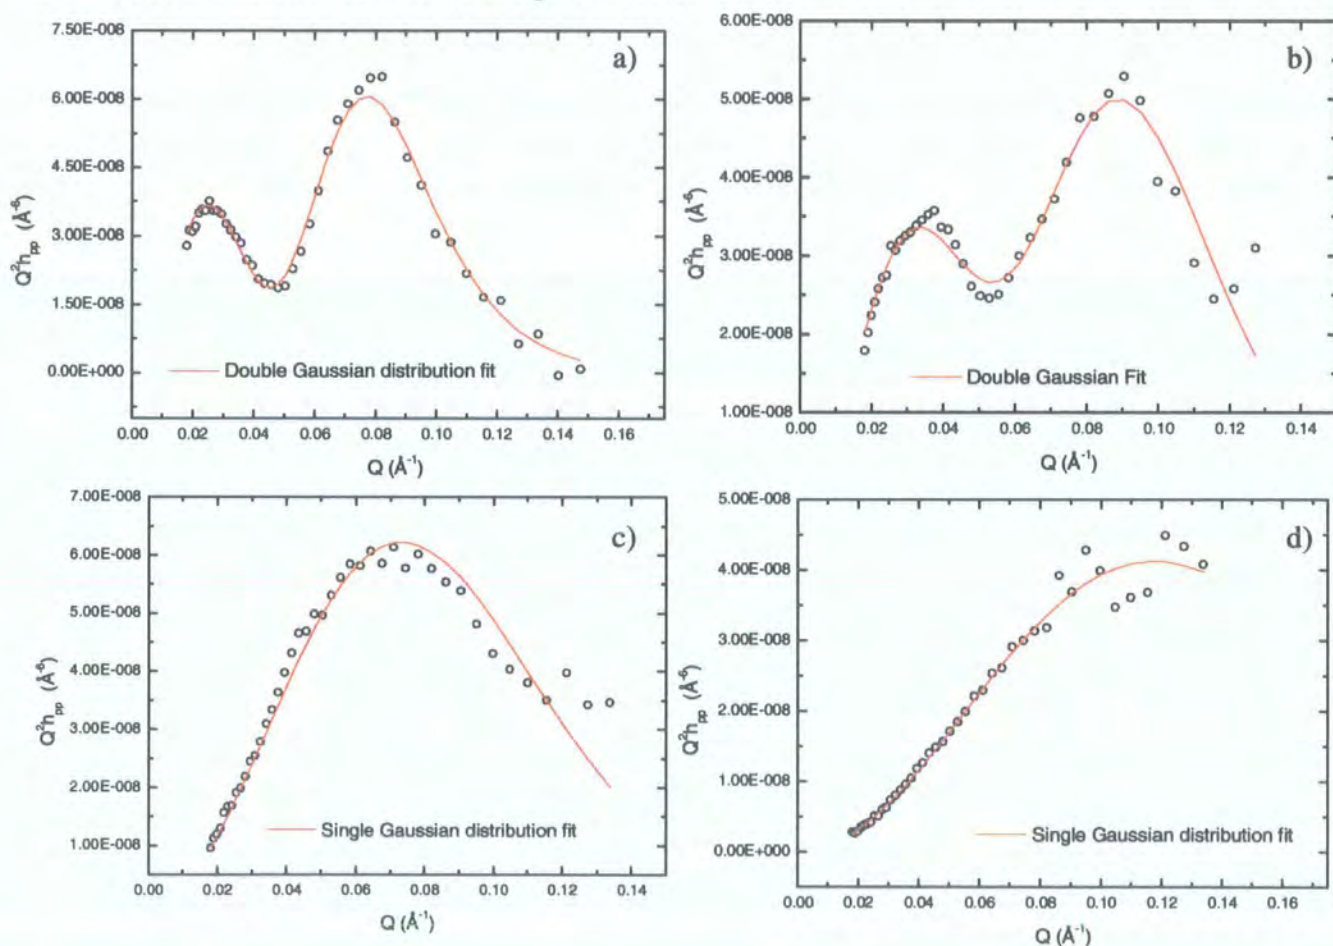 7.50E-008
6.00E-008
4.50E-008
3.00E-008
1.50E-008
0.00E+000
Q²hpp (Å⁻⁶)
a)
Double Gaussian distribution fit
0.00 0.02 0.04 0.06 0.08 0.10 0.12 0.14 0.16
Q (Å⁻¹)
6.00E-008
5.00E-008
4.00E-008
3.00E-008
2.00E-008
1.00E-008
Q²hpp (Å⁻⁶)
b)
Double Gaussian Fit
0.00 0.02 0.04 0.06 0.08 0.10 0.12 0.14
Q (Å⁻¹)
7.00E-008
6.00E-008
5.00E-008
4.00E-008
3.00E-008
2.00E-008
1.00E-008
Q²hpp (Å⁻⁶)
c)
Single Gaussian distribution fit
0.00 0.02 0.04 0.06 0.08 0.10 0.12 0.14
Q (Å⁻¹)
5.00E-008
4.00E-008
3.00E-008
2.00E-008
1.00E-008
0.00E+000
Q²hpp (Å⁻⁶)
d)
Single Gaussian distribution fit
0.00 0.02 0.04 0.06 0.08 0.10 0.12 0.14 0.16
Q (Å⁻¹)